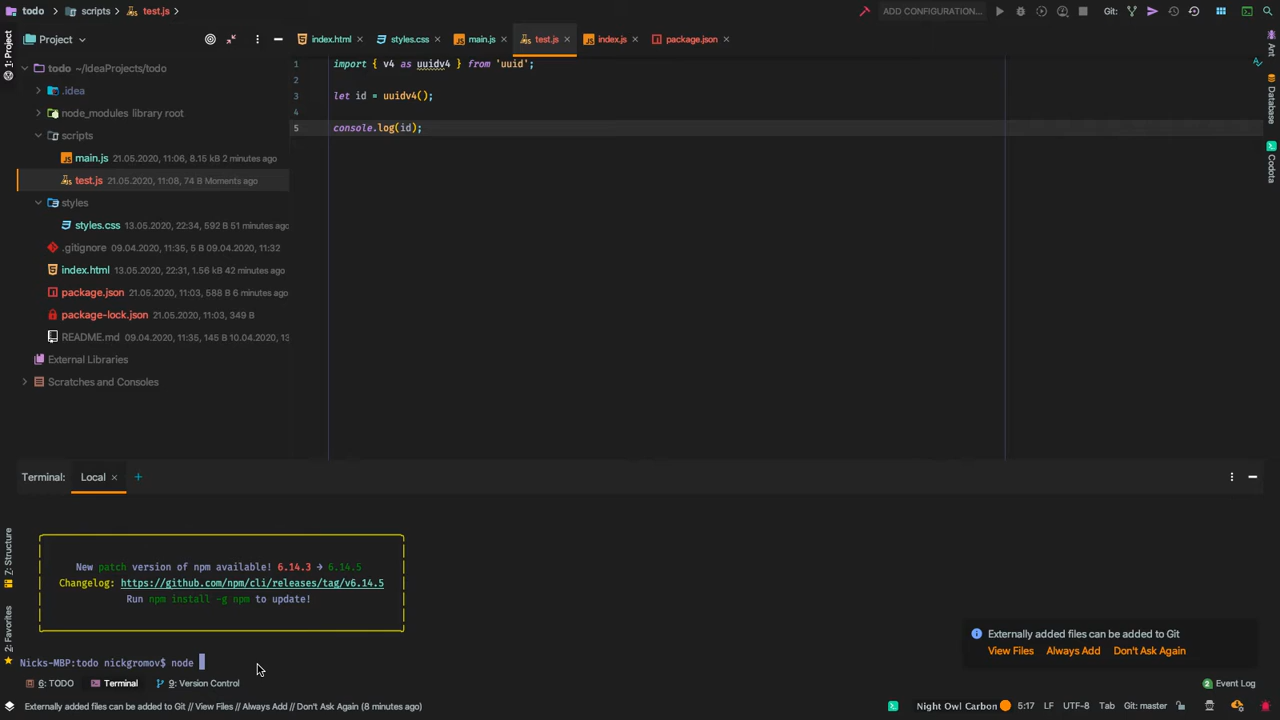 todo scripts test.js ADD CONFIGURATION... Git:
Project index.html styles.css main.js test.js index.js package.json
1: Project
todo ~/IdeaProjects/todo
.idea
node_modules library root
scripts
main.js 21.05.2020, 11:06, 8.15 kB 2 minutes ago
test.js 21.05.2020, 11:08, 74 B Moments ago
styles
styles.css 13.05.2020, 22:34, 592 B 51 minutes ago
.gitignore 09.04.2020, 11:35, 5 B 09.04.2020, 11:32
index.html 13.05.2020, 22:31, 1.56 kB 42 minutes ago
package.json 21.05.2020, 11:03, 588 B 6 minutes ago
package-lock.json 21.05.2020, 11:03, 349 B
README.md 09.04.2020, 11:35, 145 B 10.04.2020, 13
External Libraries
Scratches and Consoles
1 import { v4 as uuidv4 } from 'uuid';
2
3 let id = uuidv4();
4
5 console.log(id);
Ant
Database
Codota
Terminal: Local
New patch version of npm available! 6.14.3 → 6.14.5
Changelog: https://github.com/npm/cli/releases/tag/v6.14.5
Run npm install -g npm to update!
Nicks-MBP:todo nickgromov$ node
Z: Structure
2: Favorites
Externally added files can be added to Git
View Files Always Add Don't Ask Again
6: TODO Terminal 9: Version Control 2 Event Log
Externally added files can be added to Git // View Files // Always Add // Don't Ask Again (8 minutes ago) Night Owl Carbon 5:17 LF UTF-8 Tab Git: master